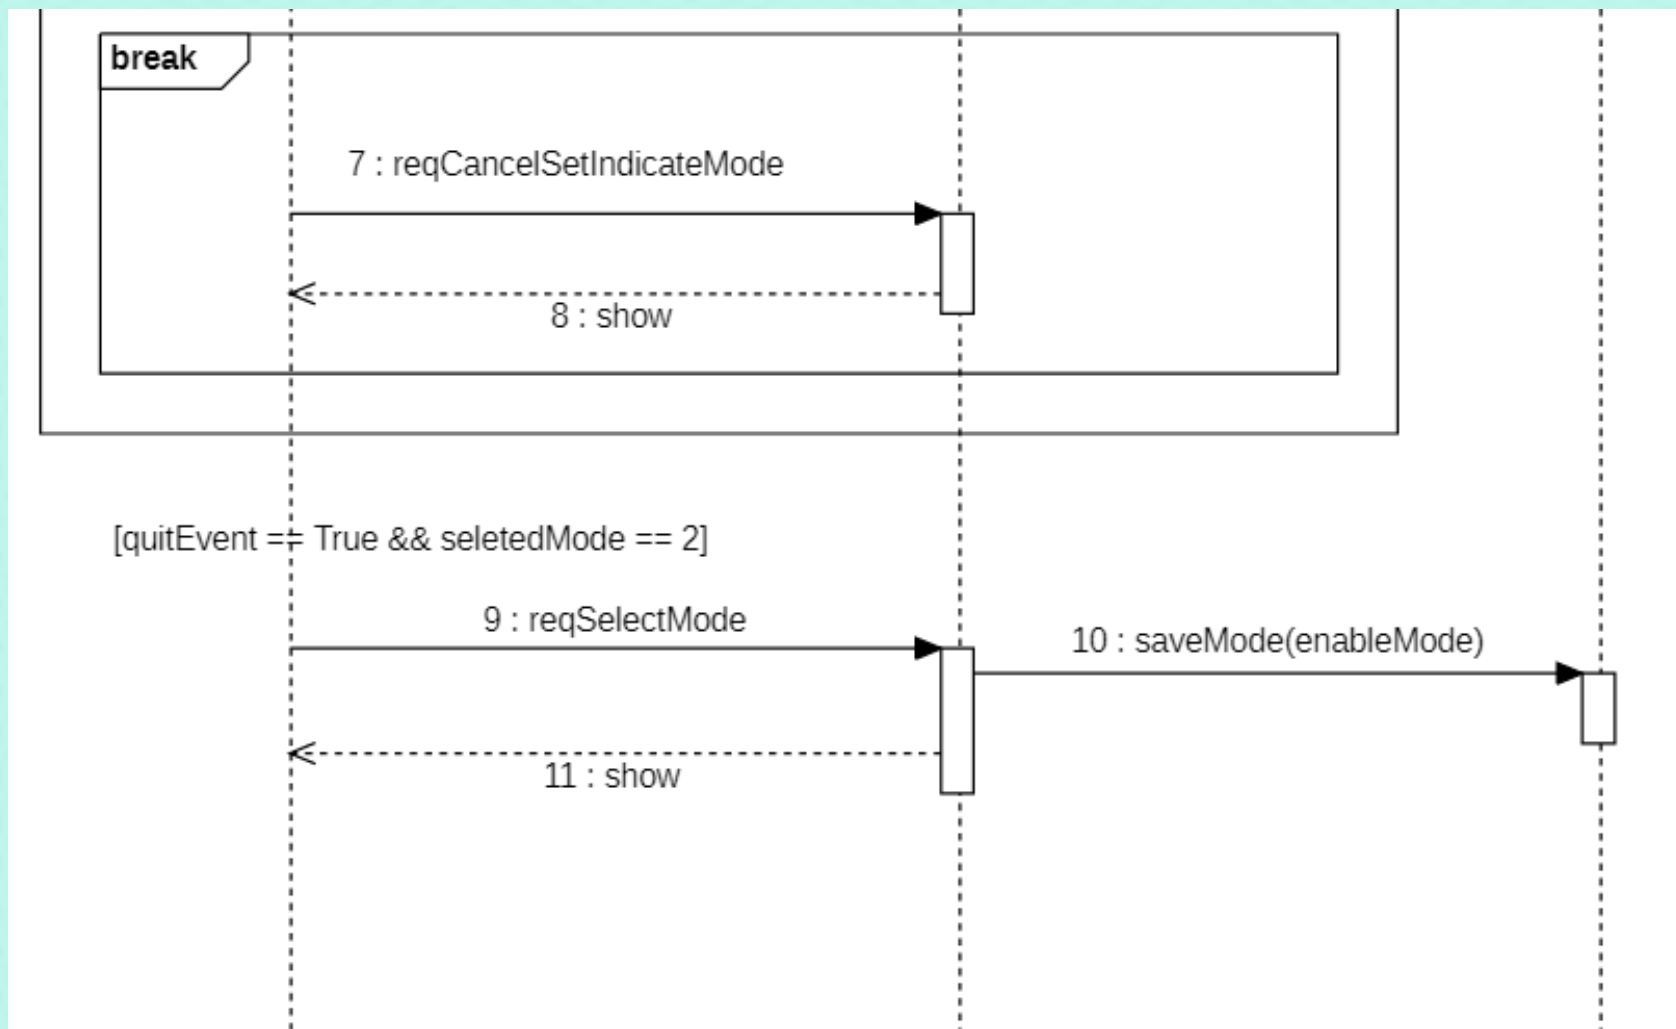 break
7 : reqCancelSetIndicateMode
8 : show
[quitEvent == True && seletedMode == 2]
9 : reqSelectMode
10 : saveMode(enableMode)
11 : show